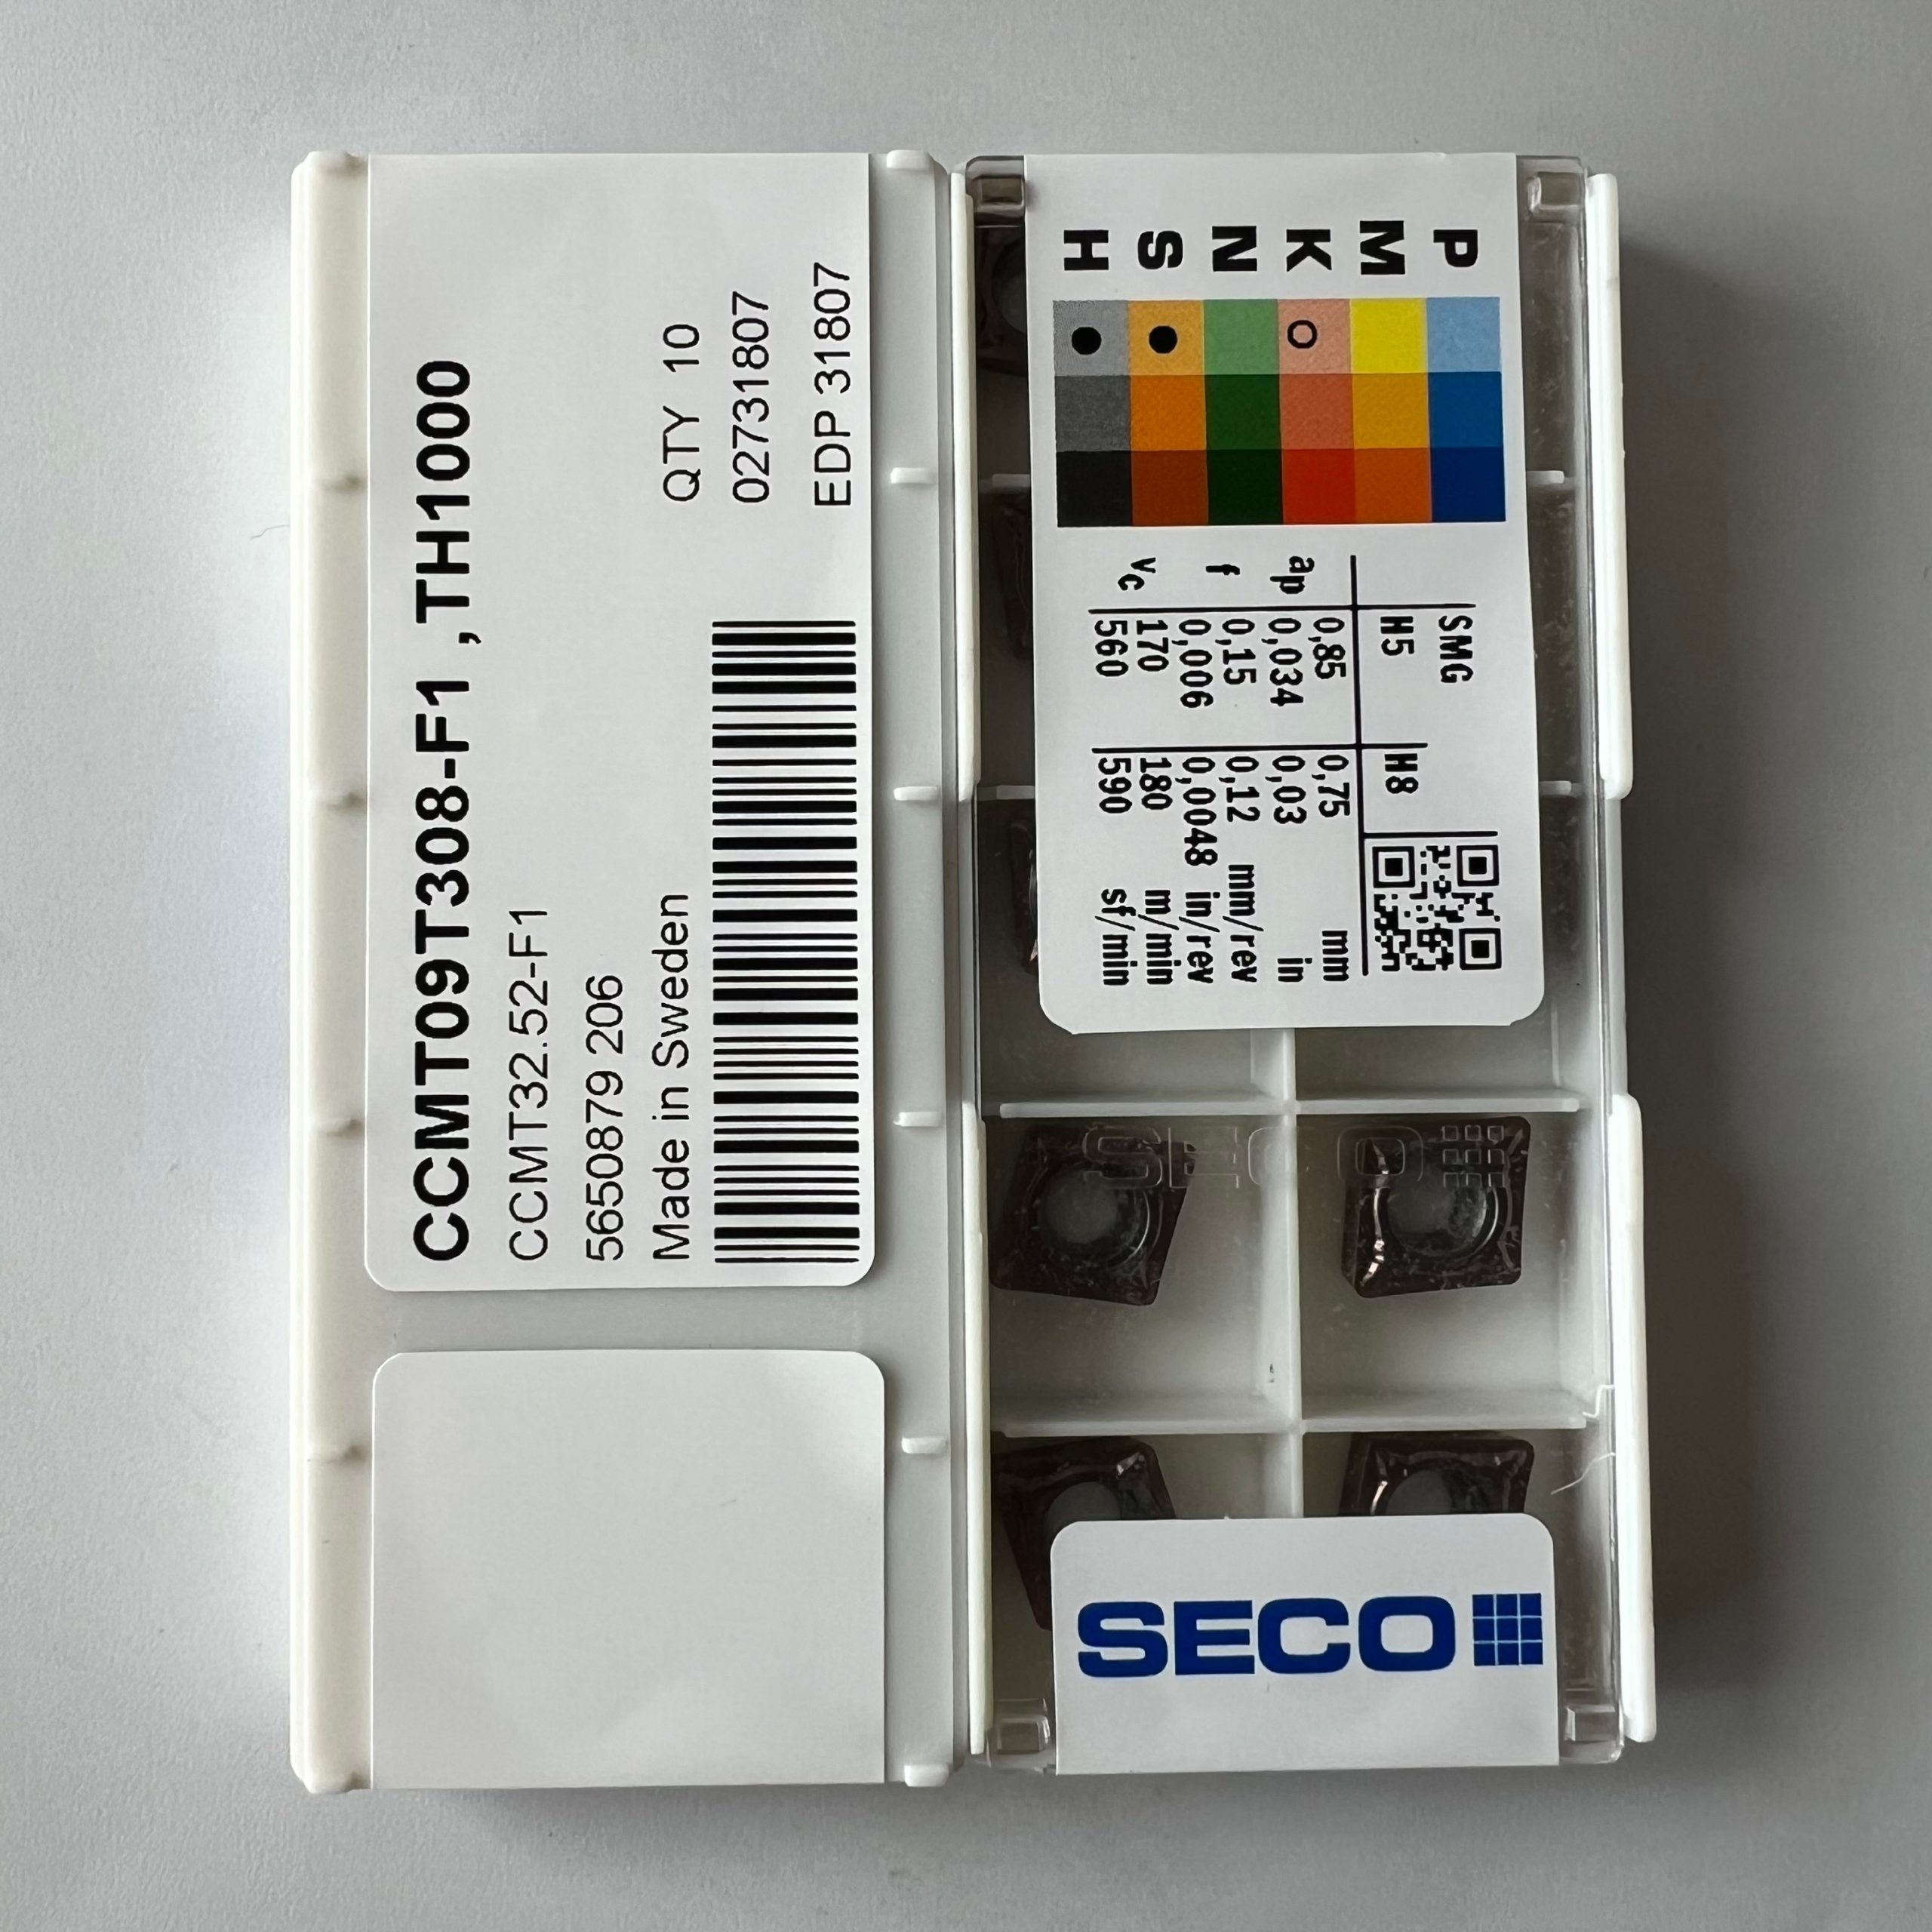 CCMT09T308-F1 ,TH1000
CCMT32.52-F1
5650879 206
Made in Sweden
QTY 10
02731807
EDP 31807
P
M
K
N
S
H
SMG
H5 H8
ap 0,85 0,75 mm
0,034 0,03 in
f 0,15 0,12 mm/rev
0,006 0,0048 in/rev
vc 170 180 m/min
560 590 sf/min
SECO
SECO